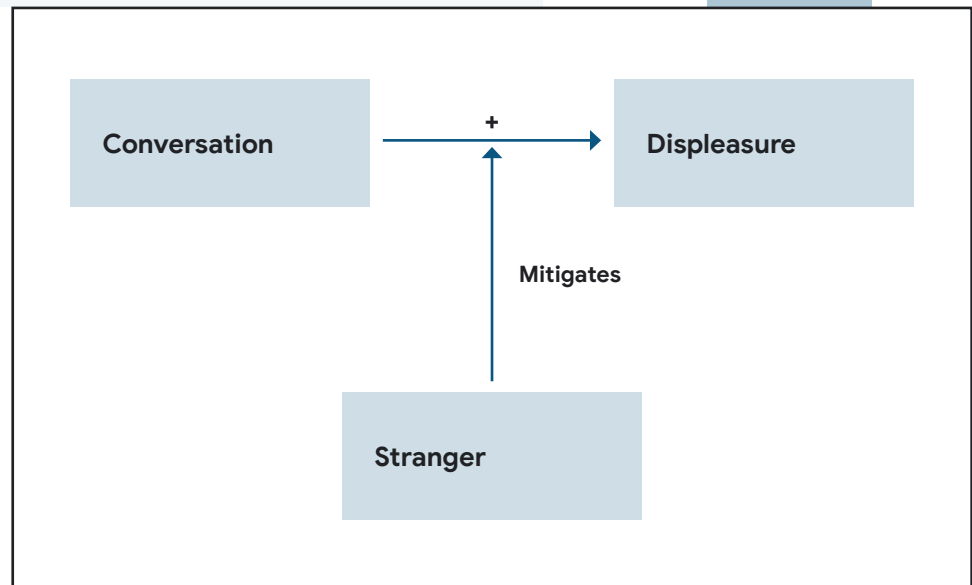 +
Conversation
Displeasure
Mitigates
Stranger